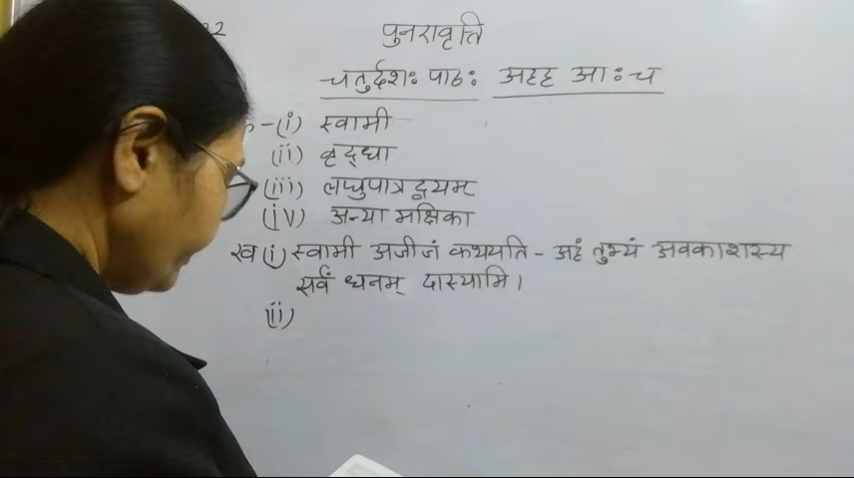 22
पुनरावृत्ति
चतुर्दशः पाठः अहह आः च
क -(i) स्वामी
(ii) वृद्धा
(iii) लघुपात्रद्वयम्
(iv) अन्या मक्षिका
ख (i) स्वामी अजीजं कथयति - अहं तुभ्यं अवकाशस्य
सर्वं धनम् दास्यामि।
(ii)